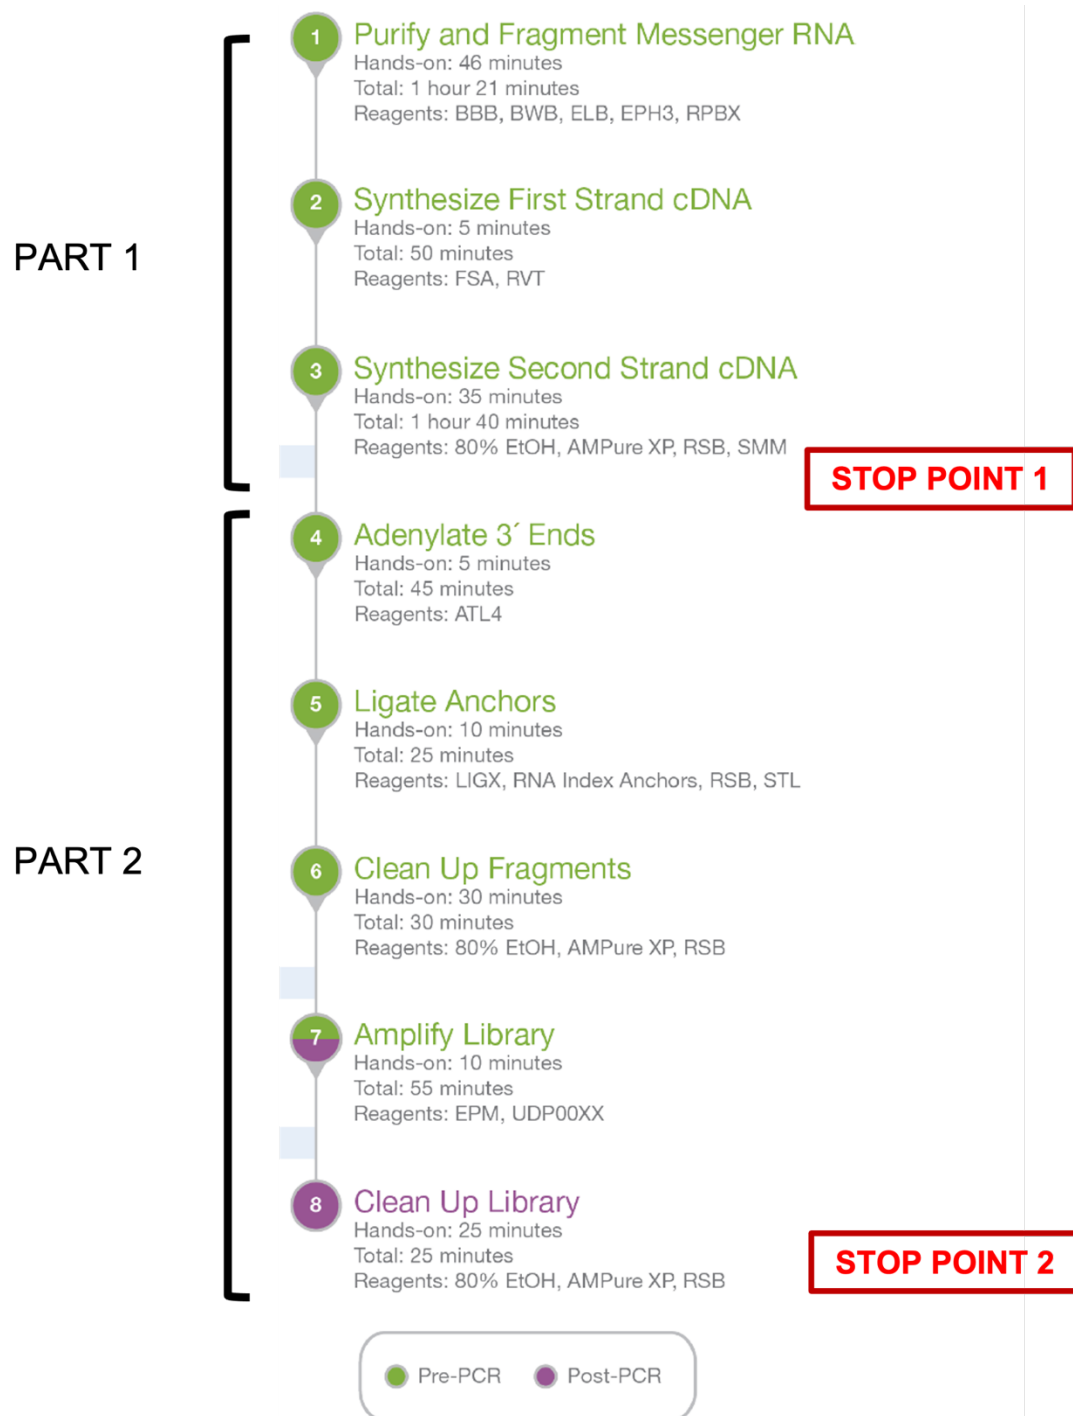 1 Purify and Fragment Messenger RNA
Hands-on: 46 minutes
Total: 1 hour 21 minutes
Reagents: BBB, BWB, ELB, EPH3, RPBX
2 Synthesize First Strand cDNA
Hands-on: 5 minutes
Total: 50 minutes
Reagents: FSA, RVT
PART 1
3 Synthesize Second Strand cDNA
Hands-on: 35 minutes
Total: 1 hour 40 minutes
Reagents: 80% EtOH, AMPure XP, RSB, SMM
STOP POINT 1
4 Adenylate 3´ Ends
Hands-on: 5 minutes
Total: 45 minutes
Reagents: ATL4
5 Ligate Anchors
Hands-on: 10 minutes
Total: 25 minutes
Reagents: LIGX, RNA Index Anchors, RSB, STL
PART 2
6 Clean Up Fragments
Hands-on: 30 minutes
Total: 30 minutes
Reagents: 80% EtOH, AMPure XP, RSB
7 Amplify Library
Hands-on: 10 minutes
Total: 55 minutes
Reagents: EPM, UDP00XX
8 Clean Up Library
Hands-on: 25 minutes
Total: 25 minutes
Reagents: 80% EtOH, AMPure XP, RSB
STOP POINT 2
Pre-PCR Post-PCR